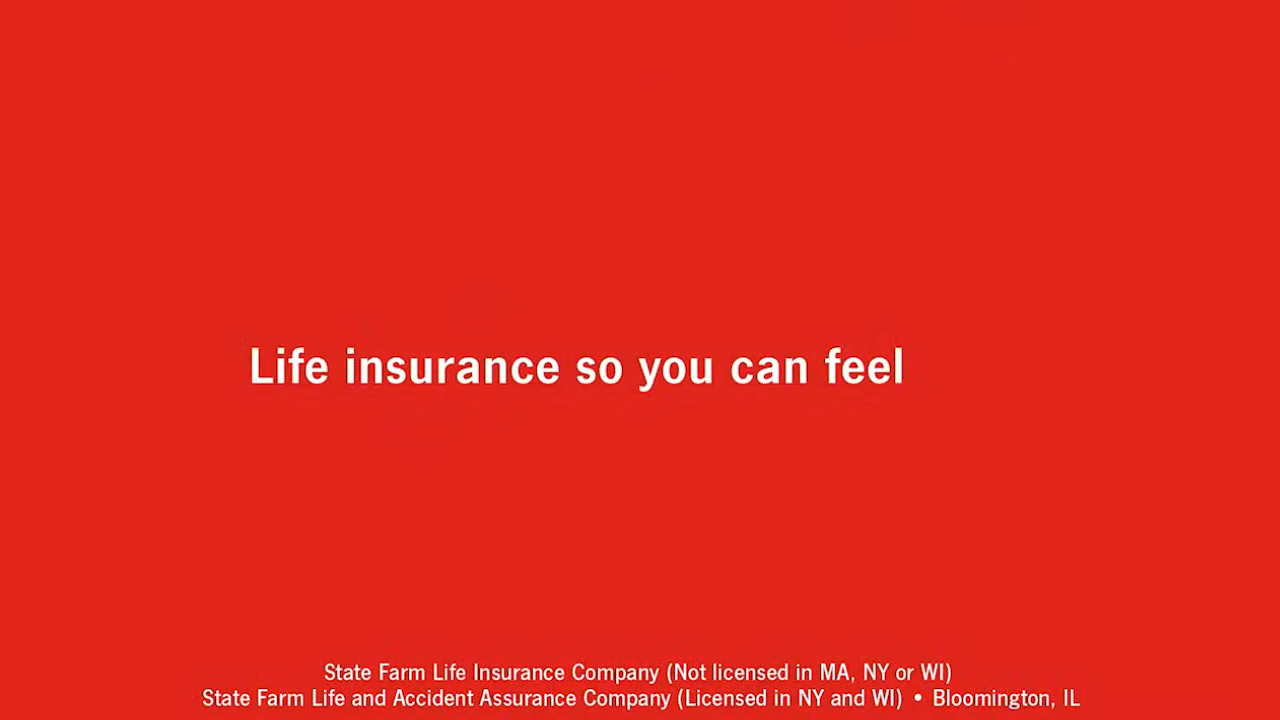 Life insurance so you can feel
State Farm Life Insurance Company (Not licensed in MA, NY or WI)
State Farm Life and Accident Assurance Company (Licensed in NY and WI) • Bloomington, IL